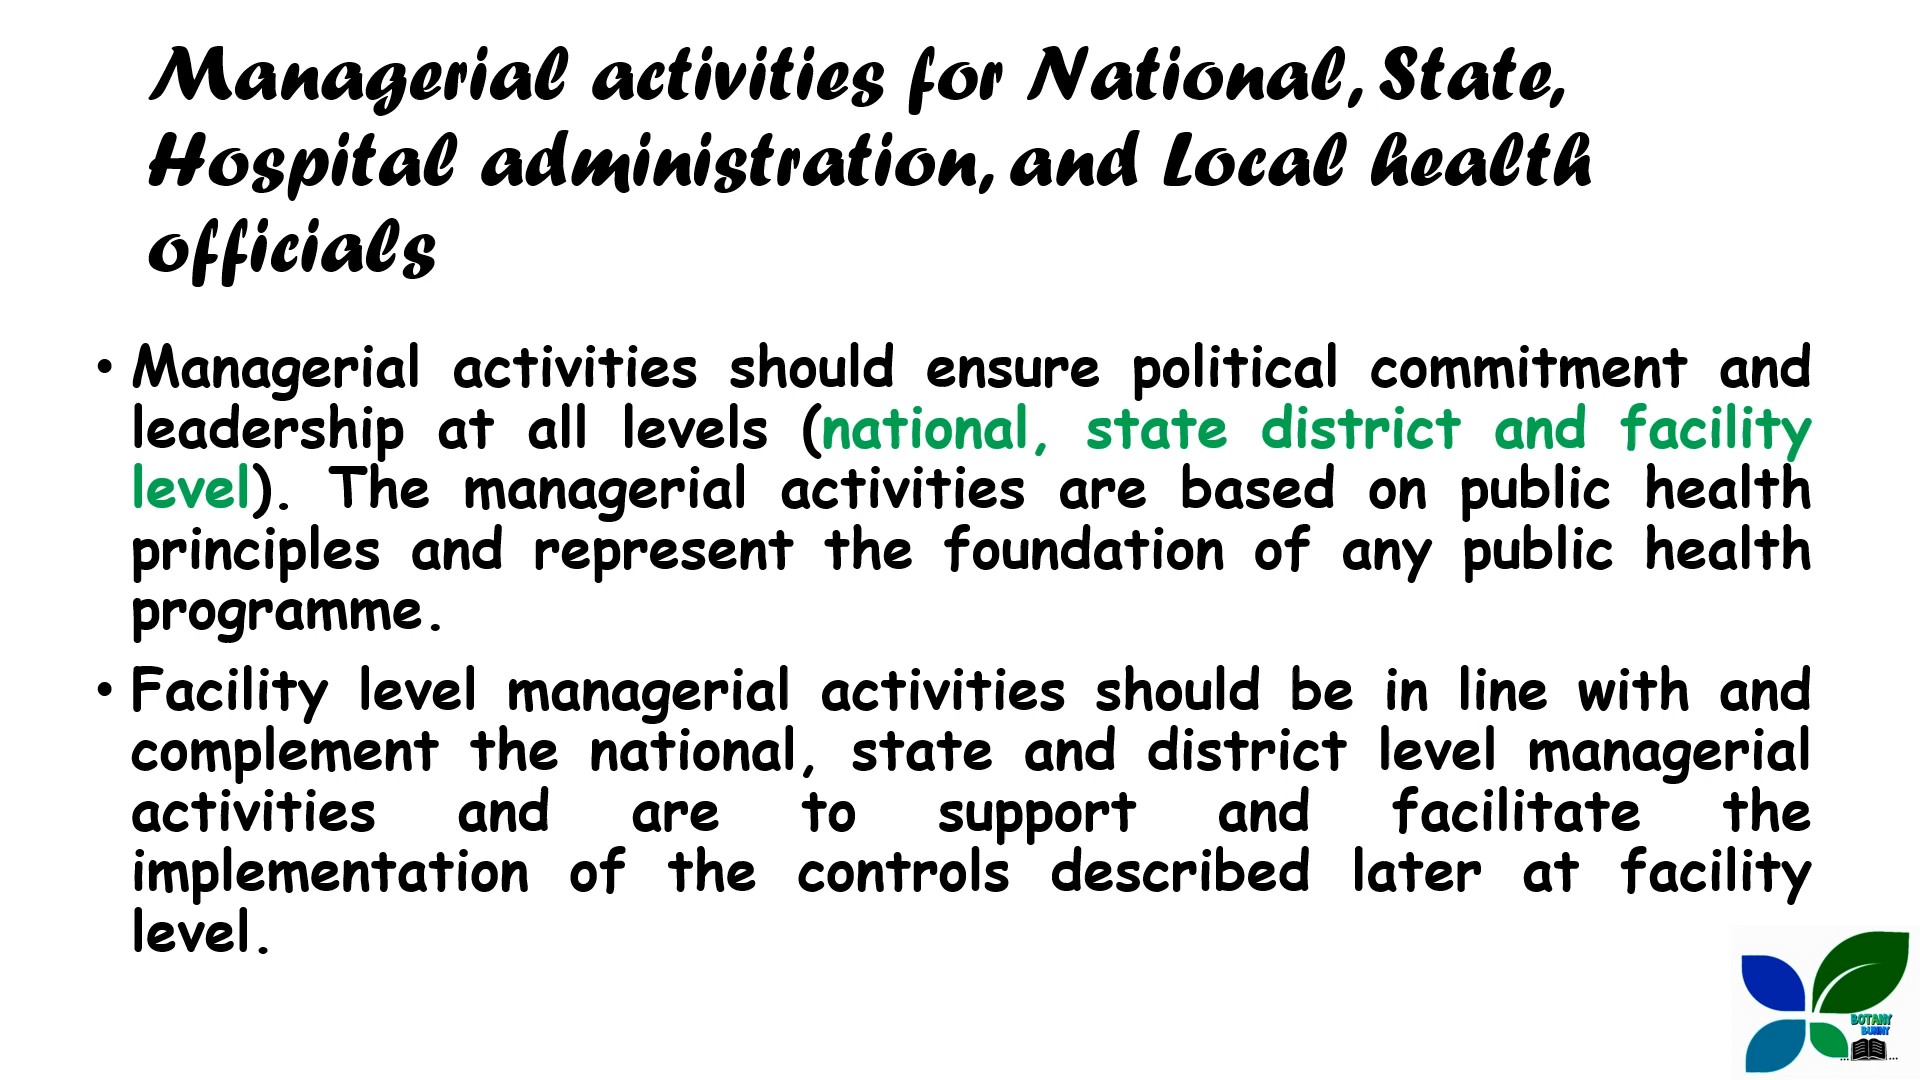 Managerial activities for National, State,
Hospital administration, and Local health
officials
• Managerial activities should ensure political commitment and
leadership at all levels (national, state district and facility
level). The managerial activities are based on public health
principles and represent the foundation of any public health
programme.
• Facility level managerial activities should be in line with and
complement the national, state and district level managerial
activities and are to support and facilitate the
implementation of the controls described later at facility
level.
BOTANY
BUNNY